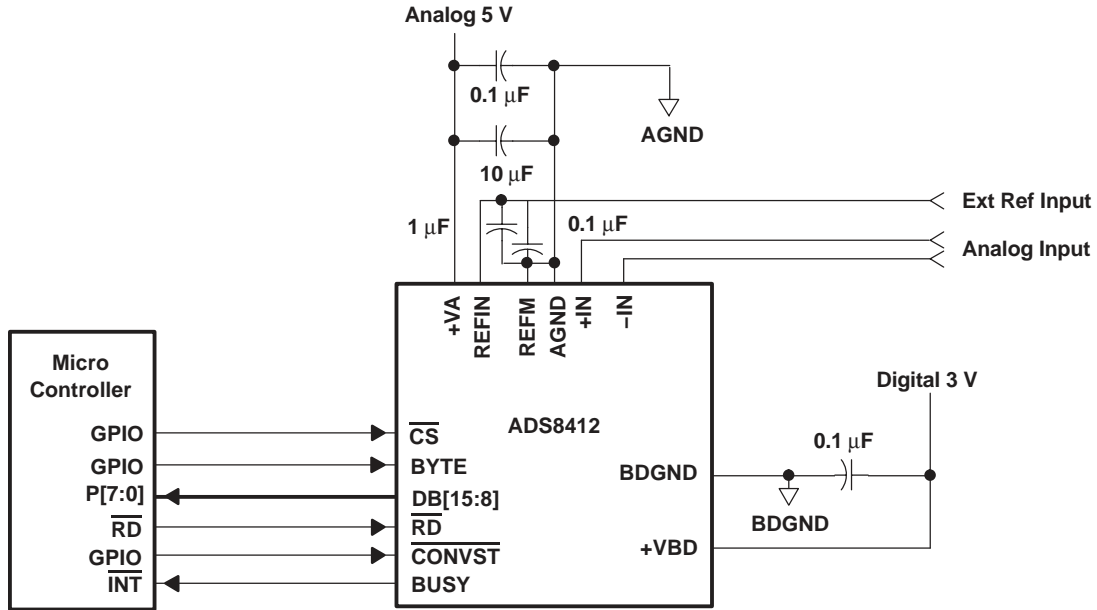 Analog 5 V
0.1 μF
AGND
10 μF
1 μF
0.1 μF
Ext Ref Input
Analog Input
+VA
REFIN
REFM
AGND
+IN
−IN
Micro
Controller
Digital 3 V
GPIO
CS
ADS8412
0.1 μF
GPIO
BYTE
BDGND
P[7:0]
DB[15:8]
RD
RD
BDGND
GPIO
CONVST
+VBD
INT
BUSY